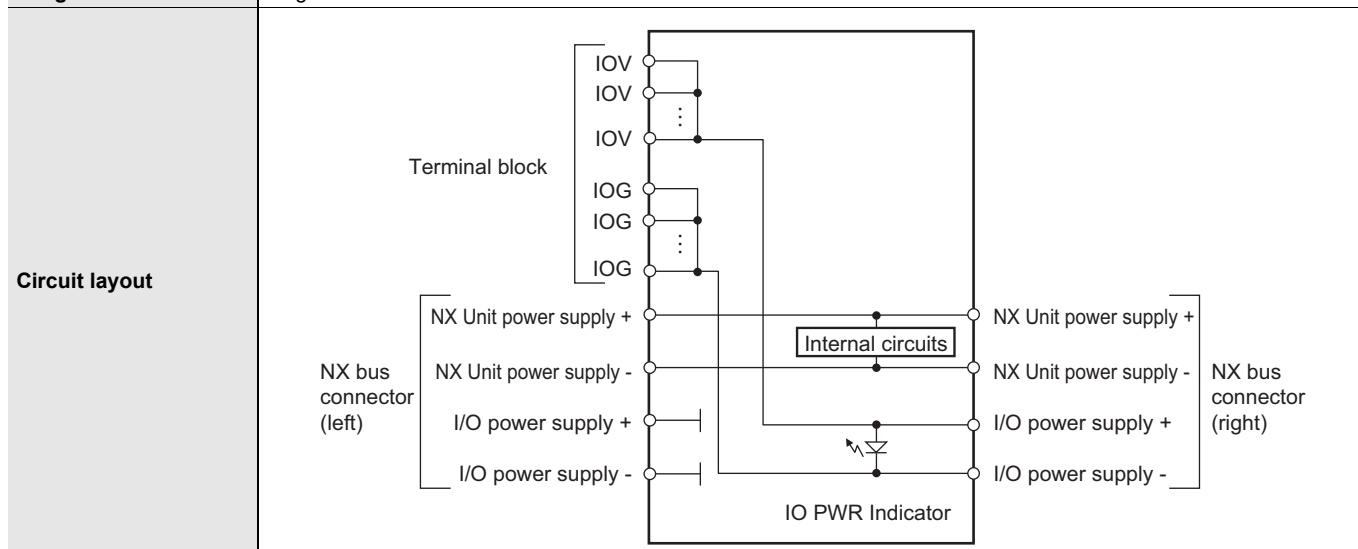 Circuit layout
Terminal block
IOV
IOV
IOV
IOG
IOG
IOG
NX bus
connector
(left)
NX Unit power supply +
NX Unit power supply -
I/O power supply +
I/O power supply -
Internal circuits
IO PWR Indicator
NX Unit power supply +
NX Unit power supply -
I/O power supply +
I/O power supply -
NX bus
connector
(right)